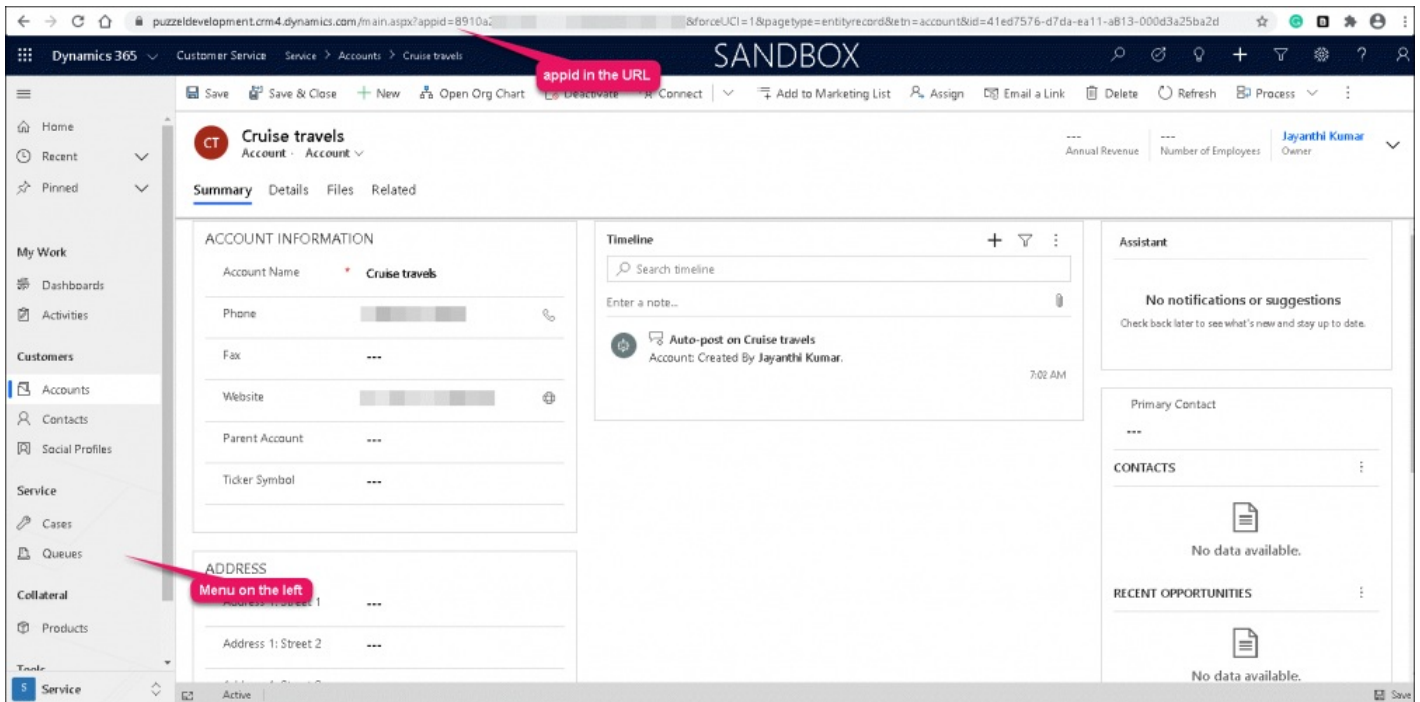 puzzeldevelopment.crm4.dynamics.com/main.aspx?appid=8910a &forceUCI=1&pagetype=entityrecord&etn=account&id=41ed7576-d7da-ea11-a813-000d3a25ba2d
Dynamics 365 Customer Service Service > Accounts > Cruise travels SANDBOX
appid in the URL
Save Save & Close + New Open Org Chart Deactivate Connect Add to Marketing List Assign Email a Link Delete Refresh Process
Home
Recent
Pinned
My Work
Dashboards
Activities
Customers
Accounts
Contacts
Social Profiles
Service
Cases
Queues
Collateral
Products
Tools
S Service
CT Cruise travels
Account · Account
--- Annual Revenue
--- Number of Employees
Jayanthi Kumar
Owner
Summary Details Files Related
ACCOUNT INFORMATION
Account Name * Cruise travels
Phone
Fax ---
Website
Parent Account ---
Ticker Symbol ---
ADDRESS
Menu on the left
Address 1: Street 1 ---
Address 1: Street 2 ---
Timeline
Search timeline
Enter a note...
Auto-post on Cruise travels
Account: Created By Jayanthi Kumar.
7:02 AM
Assistant
No notifications or suggestions
Check back later to see what's new and stay up to date.
Primary Contact
---
CONTACTS
No data available.
RECENT OPPORTUNITIES
No data available.
Active
Save